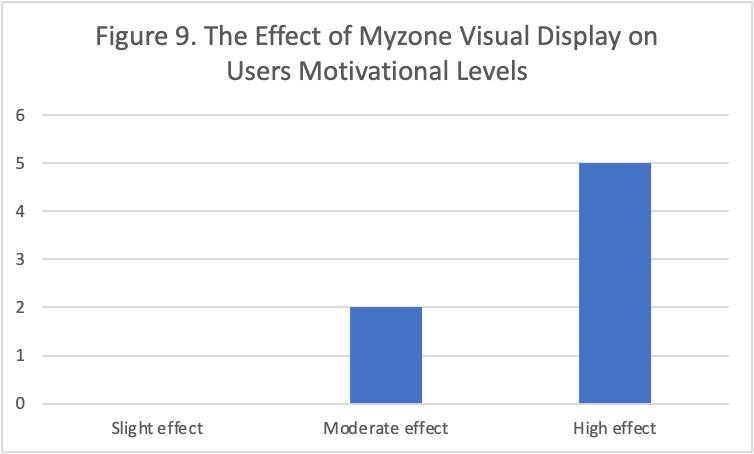 Figure 9. The Effect of Myzone Visual Display on
Users Motivational Levels
6
5
4
3
2
1
0
Slight effect
Moderate effect
High effect